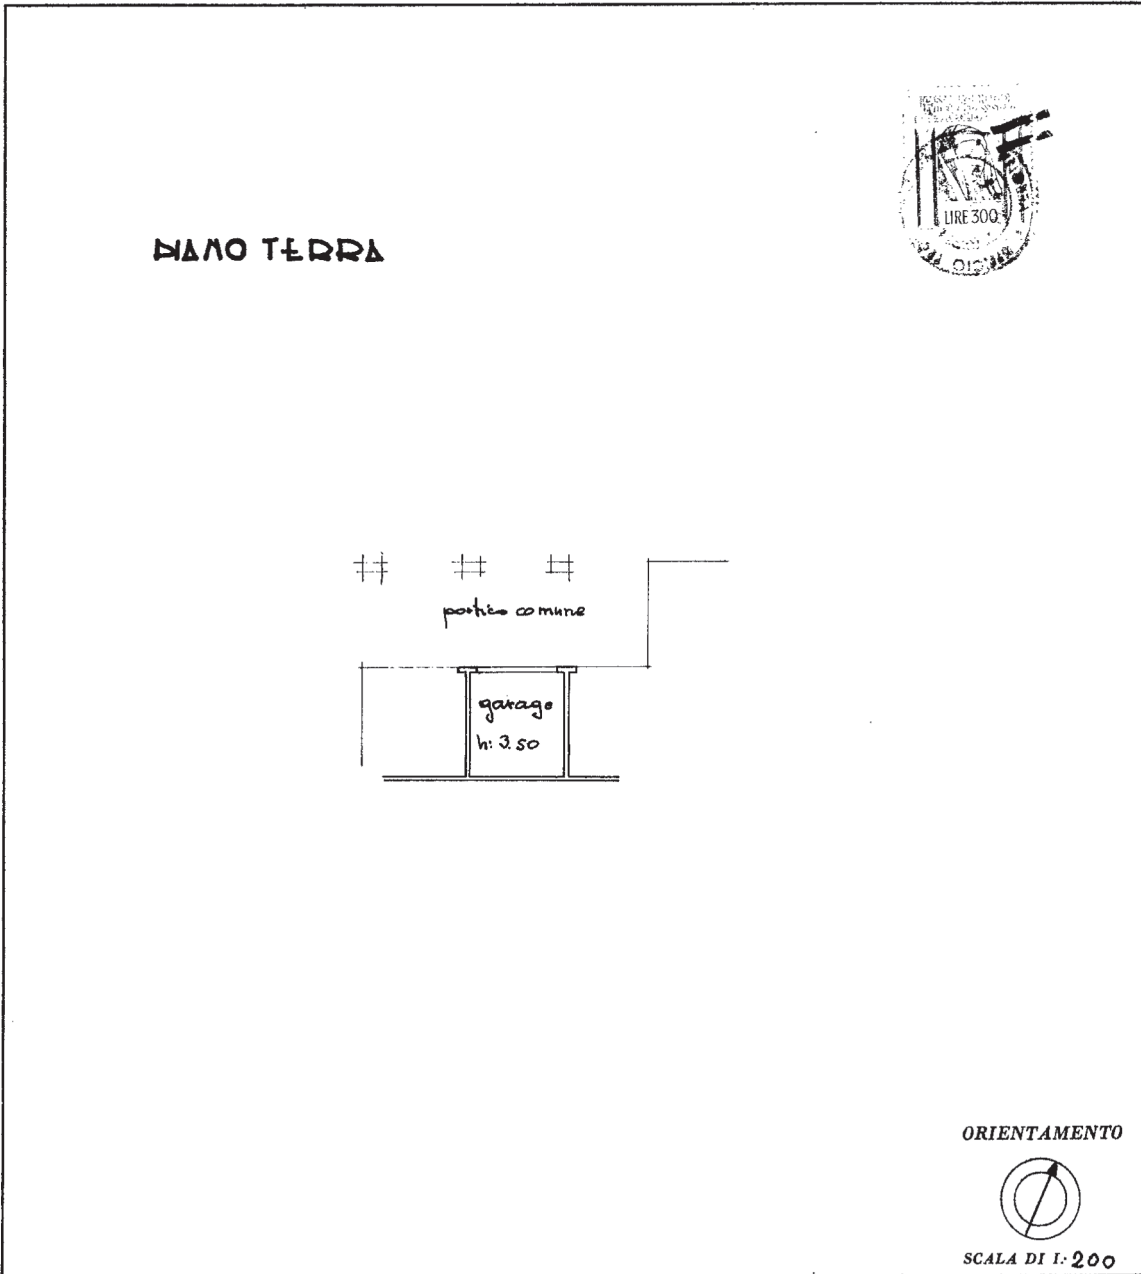 PIANO TERRA
LIRE 300
portico comune
garage
h: 3.50
ORIENTAMENTO
SCALA DI 1: 200